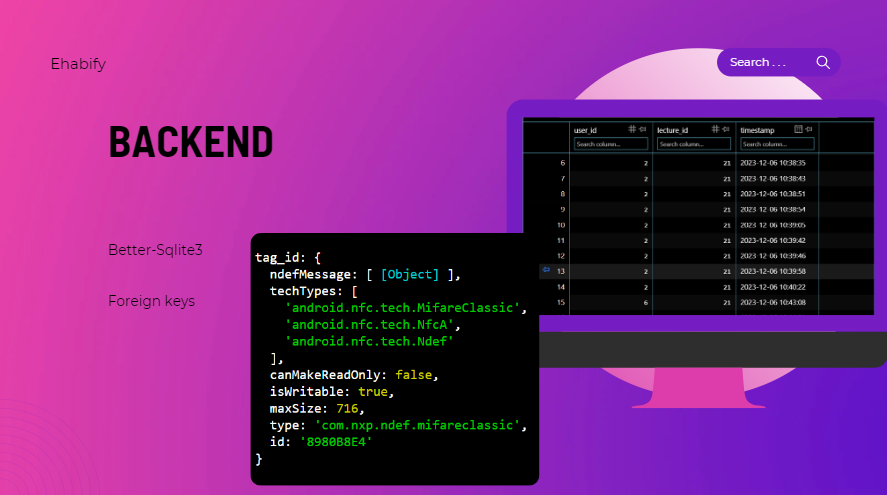 Ehabify
Search . . .
BACKEND
Better-Sqlite3
Foreign keys
user_id lecture_id timestamp
Search column... Search column... Search column...
6 2 21 2023-12-06 10:38:35
7 2 21 2023-12-06 10:38:43
8 2 21 2023-12-06 10:38:51
9 2 21 2023-12-06 10:38:54
10 2 21 2023-12-06 10:39:05
11 2 21 2023-12-06 10:39:42
12 2 21 2023-12-06 10:39:46
13 2 21 2023-12-06 10:39:58
14 2 21 2023-12-06 10:40:22
15 6 21 2023-12-06 10:43:08
tag_id: {
ndefMessage: [ [Object] ],
techTypes: [
'android.nfc.tech.MifareClassic',
'android.nfc.tech.NfcA',
'android.nfc.tech.Ndef'
],
canMakeReadOnly: false,
isWritable: true,
maxSize: 716,
type: 'com.nxp.ndef.mifareclassic',
id: '8980B8E4'
}